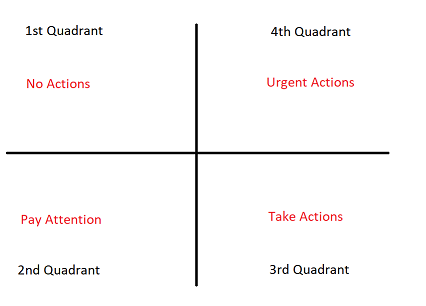 1st Quadrant
4th Quadrant
No Actions
Urgent Actions
Pay Attention
Take Actions
2nd Quadrant
3rd Quadrant